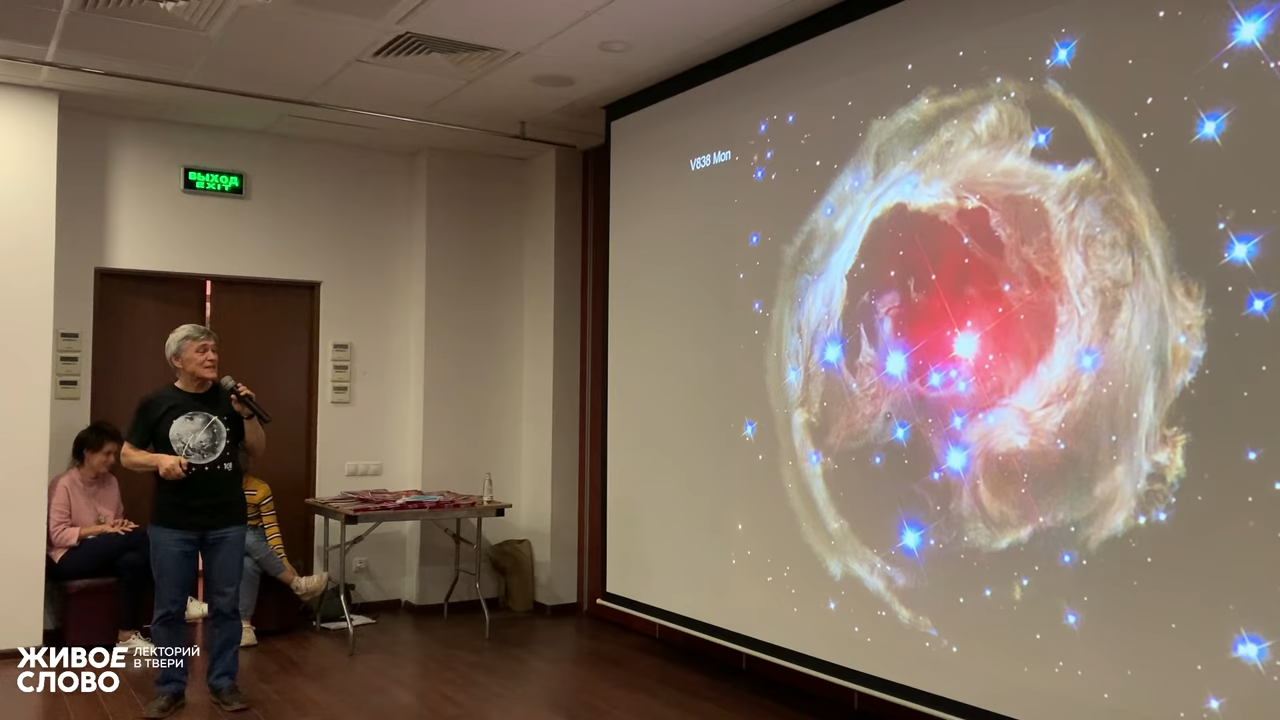 V838 Mon
ВЫХОД
EXIT
ЖИВОЕ
СЛОВО
ЛЕКТОРИЙ
В ТВЕРИ